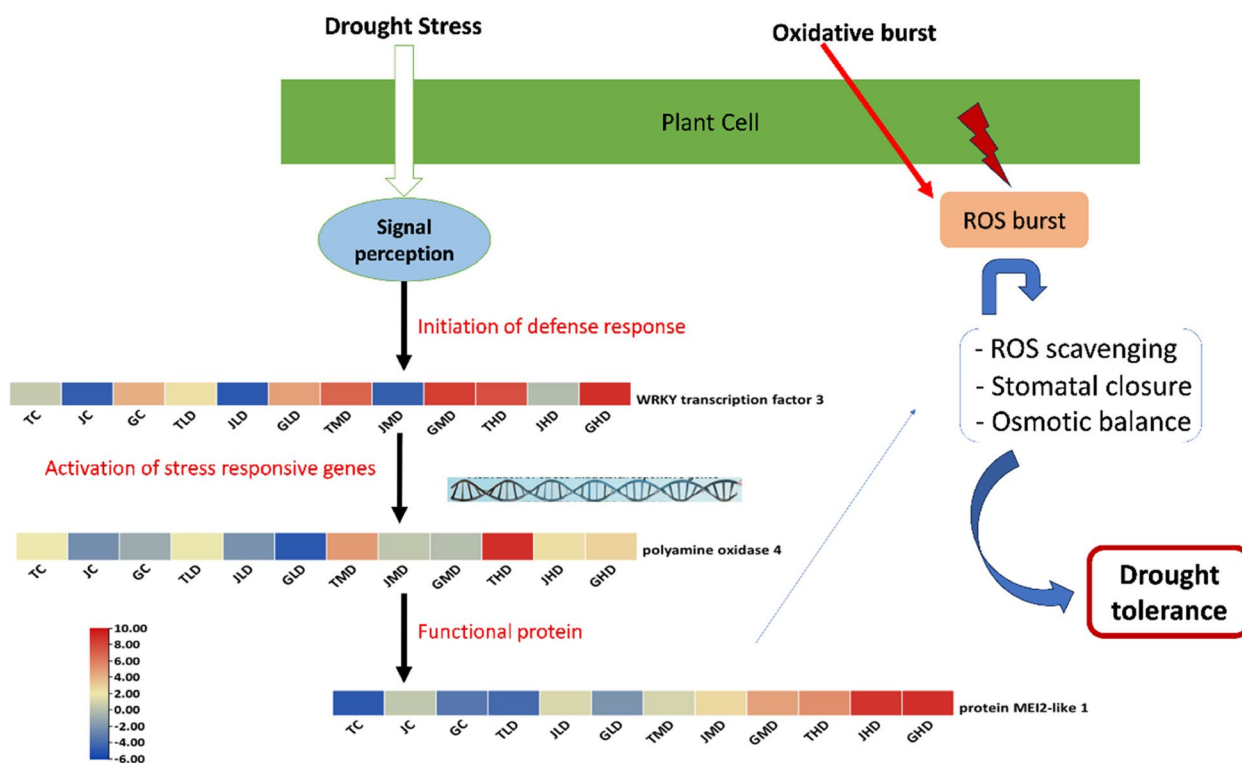 Drought Stress
Oxidative burst
Plant Cell
Signal
perception
ROS burst
Initiation of defense response
- ROS scavenging
- Stomatal closure
- Osmotic balance
WRKY transcription factor 3
TC JC GC TLD JLD GLD TMD JMD GMD THD JHD GHD
Activation of stress responsive genes
polyamine oxidase 4
TC JC GC TLD JLD GLD TMD JMD GMD THD JHD GHD
Drought
tolerance
Functional protein
10.00
8.00
6.00
4.00
2.00
0.00
-2.00
-4.00
-6.00
protein MEI2-like 1
TC JC GC TLD JLD GLD TMD JMD GMD THD JHD GHD